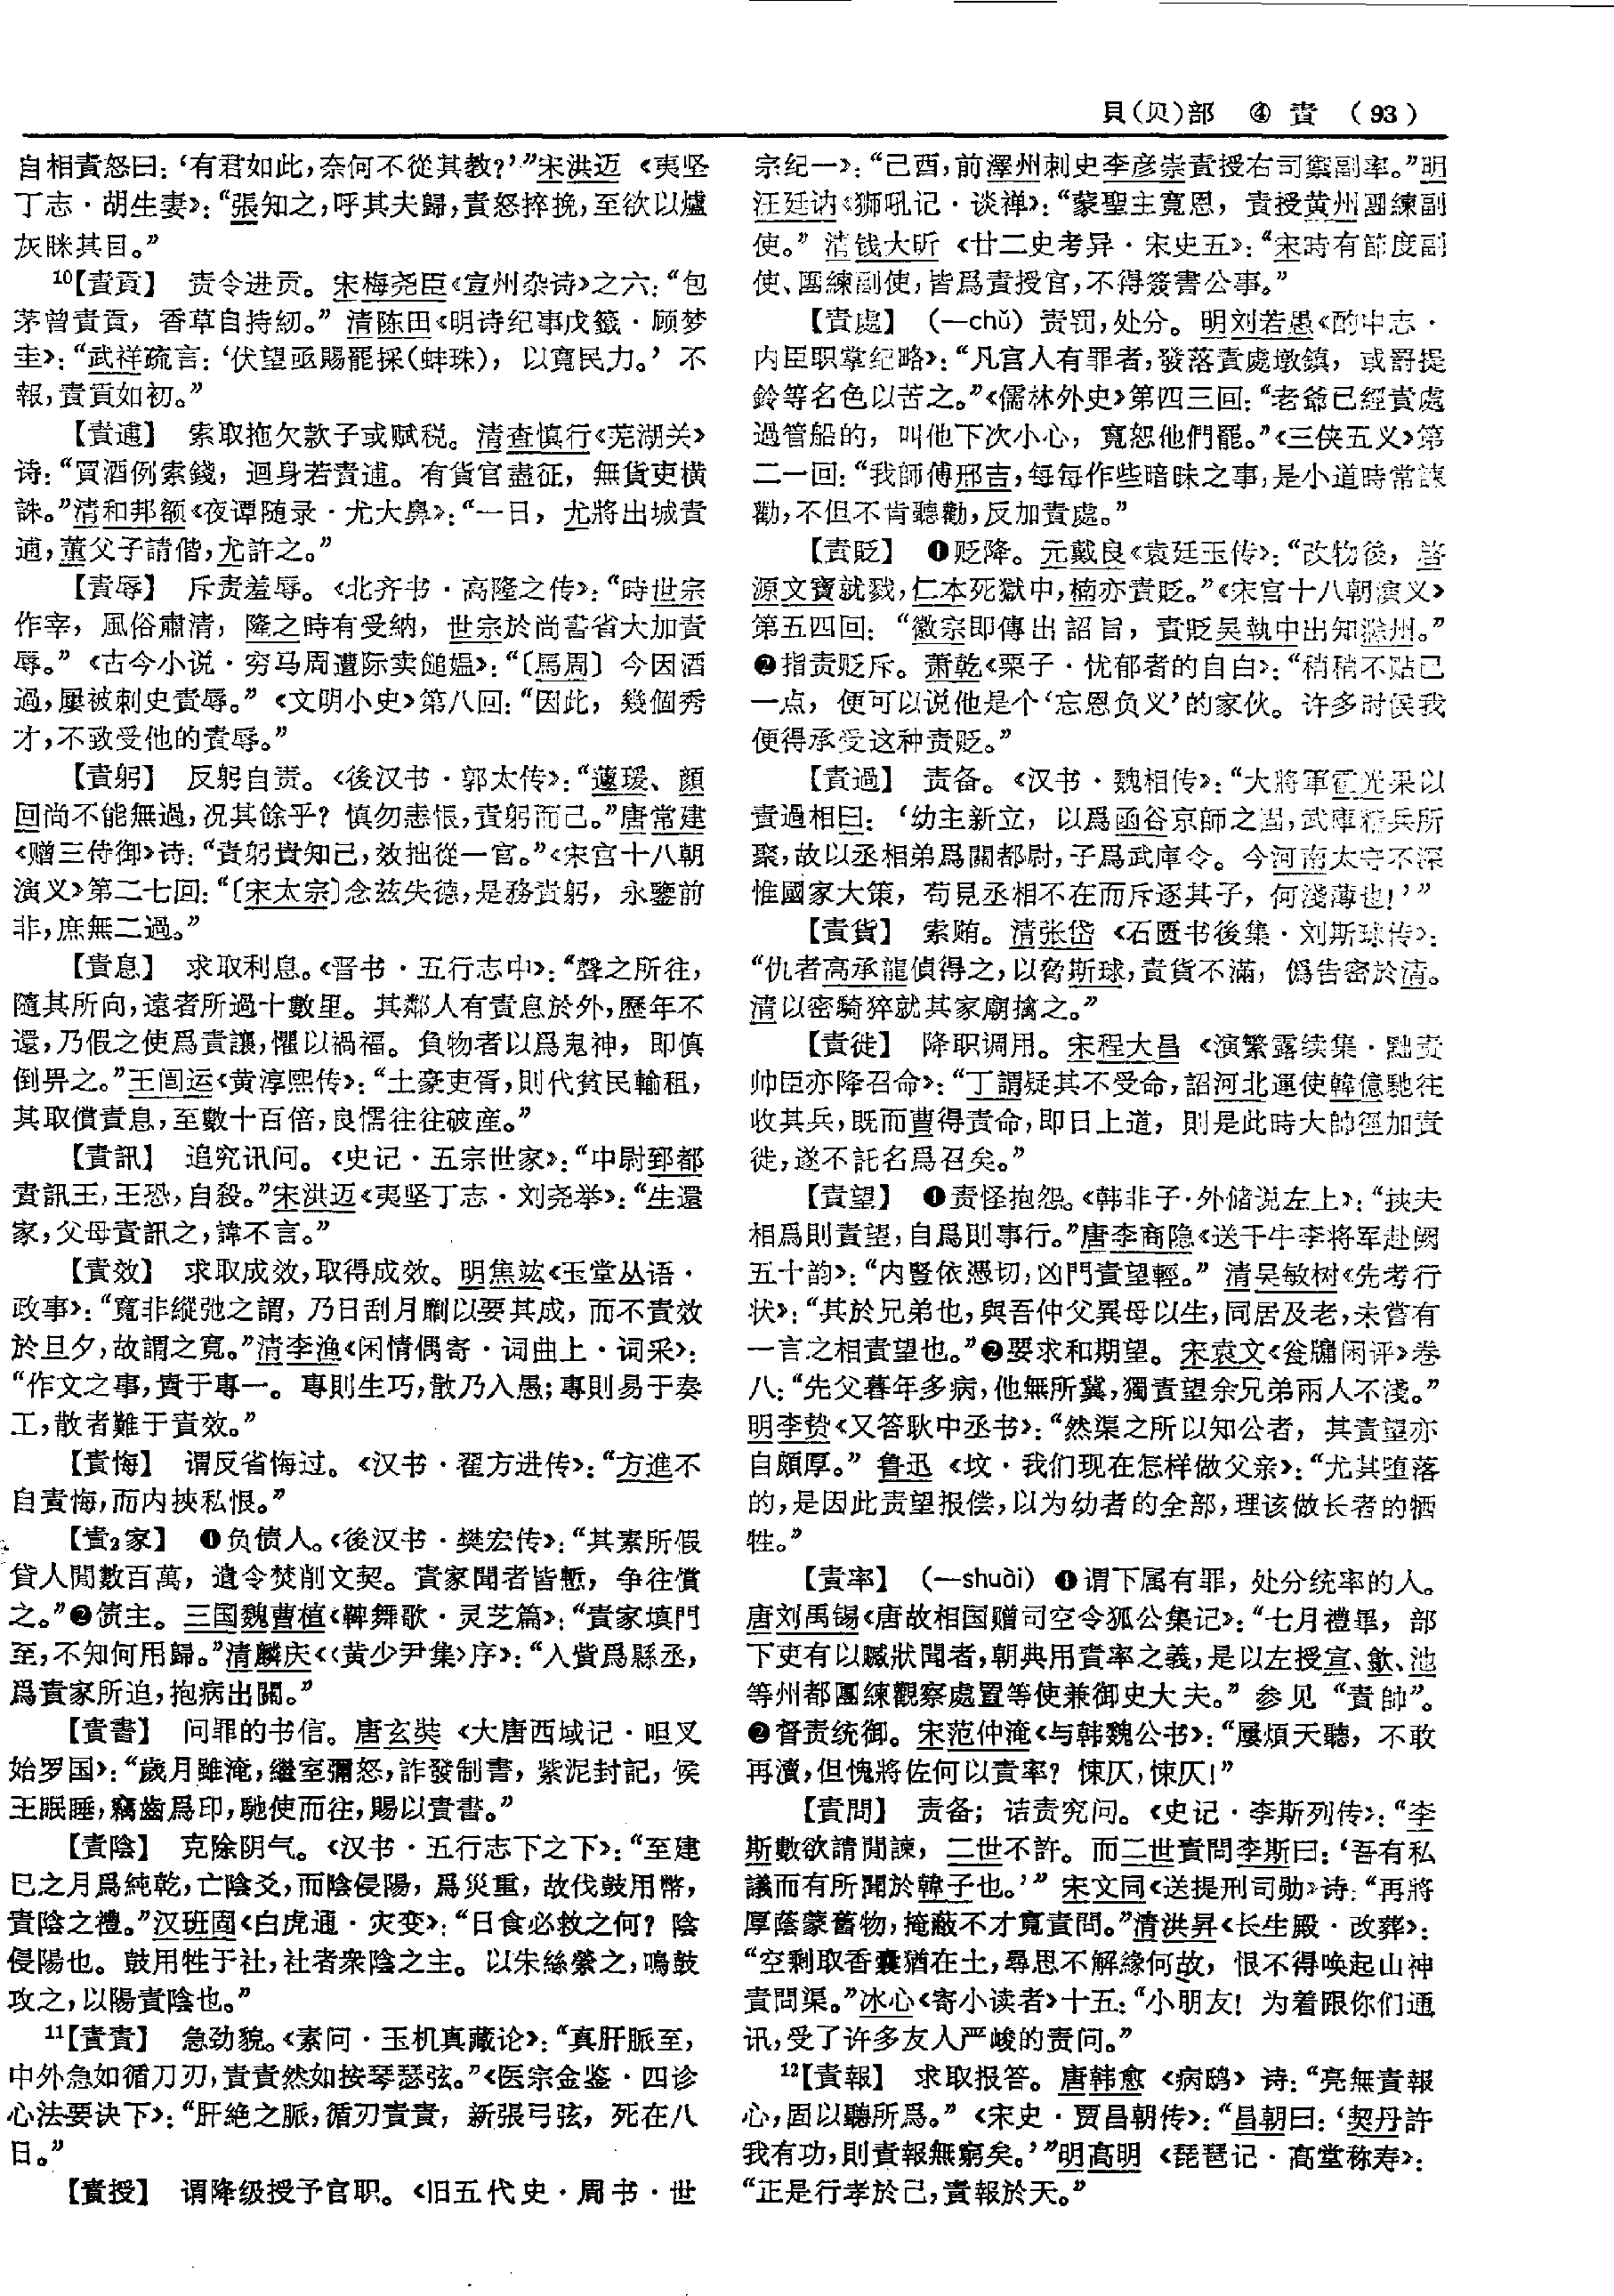 貝(贝)部 ④ 責 (93)
自相責怒曰：‘有君如此，奈何不從其教？’”宋洪迈《夷坚
丁志·胡生妻》：“張知之，呼其夫歸，責怒捽挽，至欲以爐
灰眯其目。”
10【責貢】 责令进贡。宋梅尧臣《宣州杂诗》之六：“包
茅曾責貢，香草自持紉。”清陈田《明诗纪事戊籤·顾梦
圭》：“武祥疏言：‘伏望亟賜罷採(蚌珠)，以寬民力。’不
報，責貢如初。”
【責逋】 索取拖欠款子或赋税。清查慎行《芜湖关》
诗：“買酒例索錢，迴身若責逋。有貨官盡征，無貨吏橫
誅。”清和邦额《夜谭随录·尤大鼻》：“一日，尤將出城責
逋，董父子請偕，尤許之。”
【責辱】 斥责羞辱。《北齐书·高隆之传》：“時世宗
作宰，風俗肅清，隆之時有受納，世宗於尚書省大加責
辱。”《古今小说·穷马周遭际卖䭔媪》：“〔馬周〕今因酒
過，屢被刺史責辱。”《文明小史》第八回：“因此，幾個秀
才，不致受他的責辱。”
【責躬】 反躬自责。《後汉书·郭太传》：“蘧瑗、顔
回尚不能無過，况其餘乎？慎勿恚恨，責躬而己。”唐常建
《赠三侍御》诗：“責躬貴知己，效拙從一官。”《宋宫十八朝
演义》第二七回：“〔宋太宗〕念兹失德，是務責躬，永鑒前
非，庶無二過。”
【責息】 求取利息。《晋书·五行志中》：“聲之所往，
隨其所向，遠者所過十數里。其鄰人有責息於外，歷年不
還，乃假之使爲責讓，懼以禍福。負物者以爲鬼神，即傎
倒畀之。”王闿运《黄淳熙传》：“土豪吏胥，則代貧民輸租，
其取償責息，至數十百倍，良懦往往破産。”
【責訊】 追究讯问。《史记·五宗世家》：“中尉郅都
責訊王，王恐，自殺。”宋洪迈《夷坚丁志·刘尧举》：“生還
家，父母責訊之，諱不言。”
【責效】 求取成效，取得成效。明焦竑《玉堂丛语·
政事》：“寬非縱弛之謂，乃日刮月劘以要其成，而不責效
於旦夕，故謂之寬。”清李渔《闲情偶寄·词曲上·词采》：
“作文之事，貴于專一。專則生巧，散乃入愚；專則易于奏
工，散者難于責效。”
【責悔】 谓反省悔过。《汉书·翟方进传》：“方進不
自責悔，而内挾私恨。”
【責₂家】 ❶负债人。《後汉书·樊宏传》：“其素所假
貸人間數百萬，遺令焚削文契。責家聞者皆慙，争往償
之。”❷债主。三国魏曹植《鞞舞歌·灵芝篇》：“責家填門
至，不知何用歸。”清麟庆《〈黄少尹集〉序》：“入貲爲縣丞，
爲責家所追，抱病出關。”
【責書】 问罪的书信。唐玄奘《大唐西域记·呾叉
始罗国》：“歲月雖淹，繼室彌怒，詐發制書，紫泥封記，侯
王眠睡，竊齒爲印，馳使而往，賜以責書。”
【責陰】 克除阴气。《汉书·五行志下之下》：“至建
巳之月爲純乾，亡陰爻，而陰侵陽，爲災重，故伐鼓用幣，
責陰之禮。”汉班固《白虎通·灾变》：“日食必救之何？陰
侵陽也。鼓用牲于社，社者衆陰之主。以朱絲縈之，鳴鼓
攻之，以陽責陰也。”
11【責責】 急劲貌。《素问·玉机真藏论》：“真肝脈至，
中外急如循刀刃，責責然如按琴瑟弦。”《医宗金鉴·四诊
心法要诀下》：“肝絶之脈，循刃責責，新張弓弦，死在八
日。”
【責授】 谓降级授予官职。《旧五代史·周书·世
宗纪一》：“己酉，前澤州刺史李彦崇責授右司禦副率。”明
汪廷讷《狮吼记·谈禅》：“蒙聖主寬恩，責授黄州團練副
使。”清钱大昕《廿二史考异·宋史五》：“宋時有節度副
使、團練副使，皆爲責授官，不得簽書公事。”
【責處】 (—chǔ) 责罚，处分。明刘若愚《酌中志·
内臣职掌纪略》：“凡宫人有罪者，發落責處墩鎖，或罸提
鈴等名色以苦之。”《儒林外史》第四三回：“老爺已經責處
過管船的，叫他下次小心，寬恕他們罷。”《三侠五义》第
二一回：“我師傅邢吉，每每作些暗昧之事，是小道時常諫
勸，不但不肯聽勸，反加責處。”
【責貶】 ❶贬降。元戴良《袁廷玉传》：“改物後，普
源文寶就戮，仁本死獄中，楠亦責貶。”《宋宫十八朝演义》
第五四回：“徽宗即傳出詔旨，責貶吴執中出知滁州。”
❷指责贬斥。萧乾《栗子·忧郁者的自白》：“稍稍不贴己
一点，便可以说他是个‘忘恩负义’的家伙。许多时候我
便得承受这种责贬。”
【責過】 责备。《汉书·魏相传》：“大將軍霍光果以
責過相曰：‘幼主新立，以爲函谷京師之固，武庫精兵所
聚，故以丞相弟爲關都尉，子爲武庫令。今河南太守不深
惟國家大策，苟見丞相不在而斥逐其子，何淺薄也！’”
【責貨】 索贿。清张岱《石匮书後集·刘斯琜传》：
“仇者高承龍偵得之，以脅斯球，責貨不滿，僞告密於清。
清以密騎猝就其家廟擒之。”
【責徙】 降职调用。宋程大昌《演繁露续集·黜责
帅臣亦降召命》：“丁謂疑其不受命，詔河北運使韓億馳往
收其兵，既而曹得責命，即日上道，則是此時大帥徑加責
徙，遂不託名爲召矣。”
【責望】 ❶责怪抱怨。《韩非子·外储说左上》：“挾夫
相爲則責望，自爲則事行。”唐李商隐《送千牛李将军赴阙
五十韵》：“内豎依憑切，凶門責望輕。”清吴敏树《先考行
状》：“其於兄弟也，與吾仲父異母以生，同居及老，未嘗有
一言之相責望也。”❷要求和期望。宋袁文《瓮牖闲评》卷
八：“先父暮年多病，他無所冀，獨責望余兄弟兩人不淺。”
明李贽《又答耿中丞书》：“然渠之所以知公者，其責望亦
自頗厚。”鲁迅《坟·我们现在怎样做父亲》：“尤其堕落
的，是因此责望报偿，以为幼者的全部，理该做长者的牺
牲。”
【責率】 (—shuài) ❶谓下属有罪，处分统率的人。
唐刘禹锡《唐故相国赠司空令狐公集记》：“七月禮畢，部
下吏有以贓狀聞者，朝典用責率之義，是以左授宣、歙、池
等州都團練觀察處置等使兼御史大夫。”参见“責帥”。
❷督责统御。宋范仲淹《与韩魏公书》：“屢煩天聽，不敢
再瀆，但愧將佐何以責率？悚仄，悚仄！”
【責問】 责备；诘责究问。《史记·李斯列传》：“李
斯數欲請閒諫，二世不許。而二世責問李斯曰：‘吾有私
議而有所聞於韓子也。’”宋文同《送提刑司勋》诗：“再將
厚蔭蒙舊物，掩蔽不才寬責問。”清洪昇《长生殿·改葬》：
“空剩取香囊猶在土，尋思不解緣何故，恨不得唤起山神
責問渠。”冰心《寄小读者》十五：“小朋友！为着跟你们通
讯，受了许多友人严峻的责问。”
12【責報】 求取报答。唐韩愈《病鸱》诗：“亮無責報
心，固以聽所爲。”《宋史·贾昌朝传》：“昌朝曰：‘契丹許
我有功，則責報無窮矣。’”明高明《琵琶记·高堂称寿》：
“正是行孝於己，責報於天。”